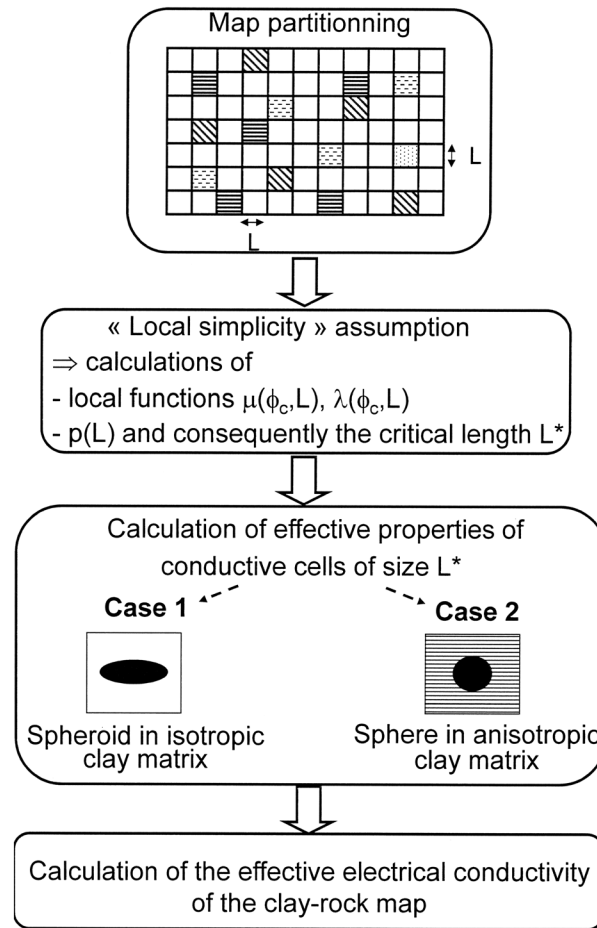 Map partitionning
L
L
« Local simplicity » assumption
⇒ calculations of
- local functions μ(ϕc,L), λ(ϕc,L)
- p(L) and consequently the critical length L*
Calculation of effective properties of
conductive cells of size L*
Case 1
Case 2
Spheroid in isotropic
clay matrix
Sphere in anisotropic
clay matrix
Calculation of the effective electrical conductivity
of the clay-rock map